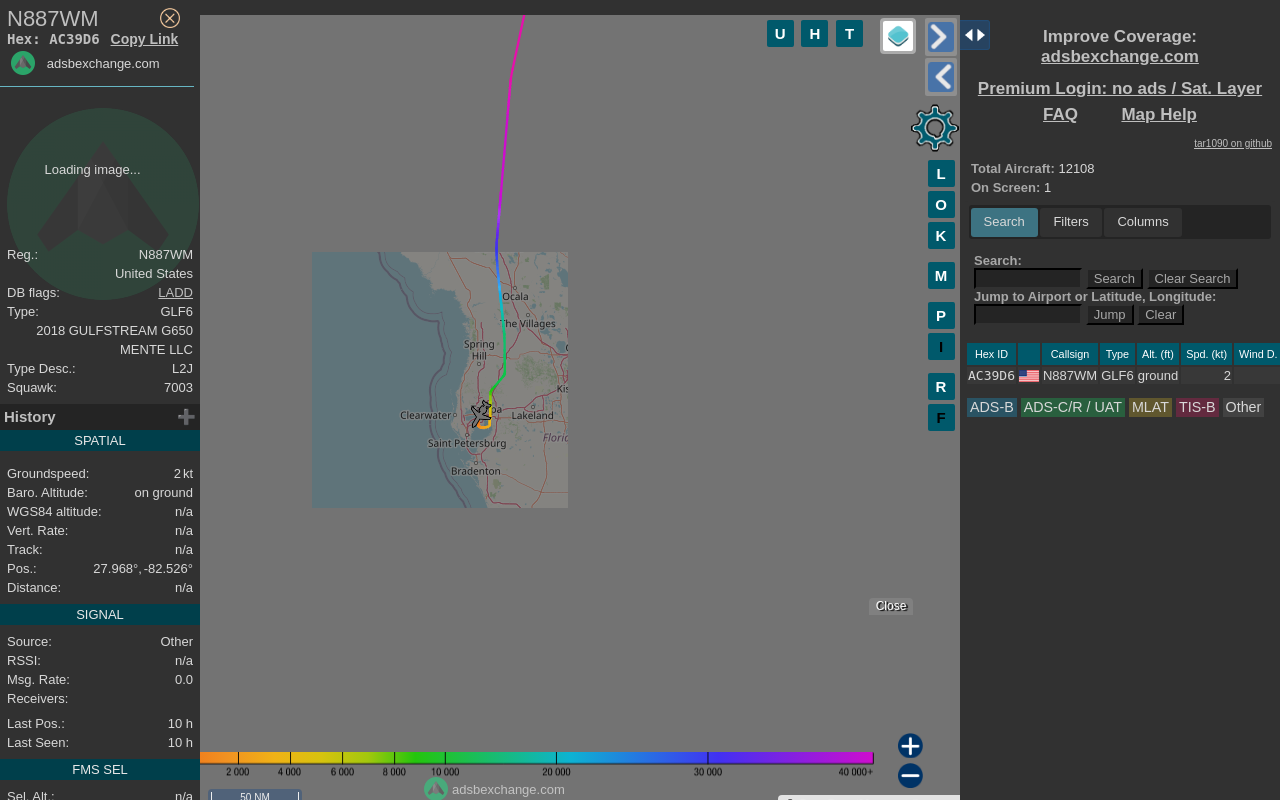 N887WM
Hex: AC39D6 Copy Link
adsbexchange.com
Loading image...
Reg.: N887WM
United States
DB flags: LADD
Type: GLF6
2018 GULFSTREAM G650
MENTE LLC
Type Desc.: L2J
Squawk: 7003
History
SPATIAL
Groundspeed: 2 kt
Baro. Altitude: on ground
WGS84 altitude: n/a
Vert. Rate: n/a
Track: n/a
Pos.: 27.968°, -82.526°
Distance: n/a
SIGNAL
Source: Other
RSSI: n/a
Msg. Rate: 0.0
Receivers:
Last Pos.: 10 h
Last Seen: 10 h
FMS SEL
Sel. Alt.: n/a
U H T
L
O
K
M
P
I
R
F
Ocala
The Villages
Spring
Hill
Clearwater
Lakeland
Saint Petersburg
Bradenton
Close
2 000 4 000 6 000 8 000 10 000 20 000 30 000 40 000+
adsbexchange.com
50 NM
Improve Coverage:
adsbexchange.com
Premium Login: no ads / Sat. Layer
FAQ Map Help
tar1090 on github
Total Aircraft: 12108
On Screen: 1
Search Filters Columns
Search:
Search Clear Search
Jump to Airport or Latitude, Longitude:
Jump Clear
Hex ID Callsign Type Alt. (ft) Spd. (kt) Wind D.
AC39D6 N887WM GLF6 ground 2
ADS-B ADS-C/R / UAT MLAT TIS-B Other